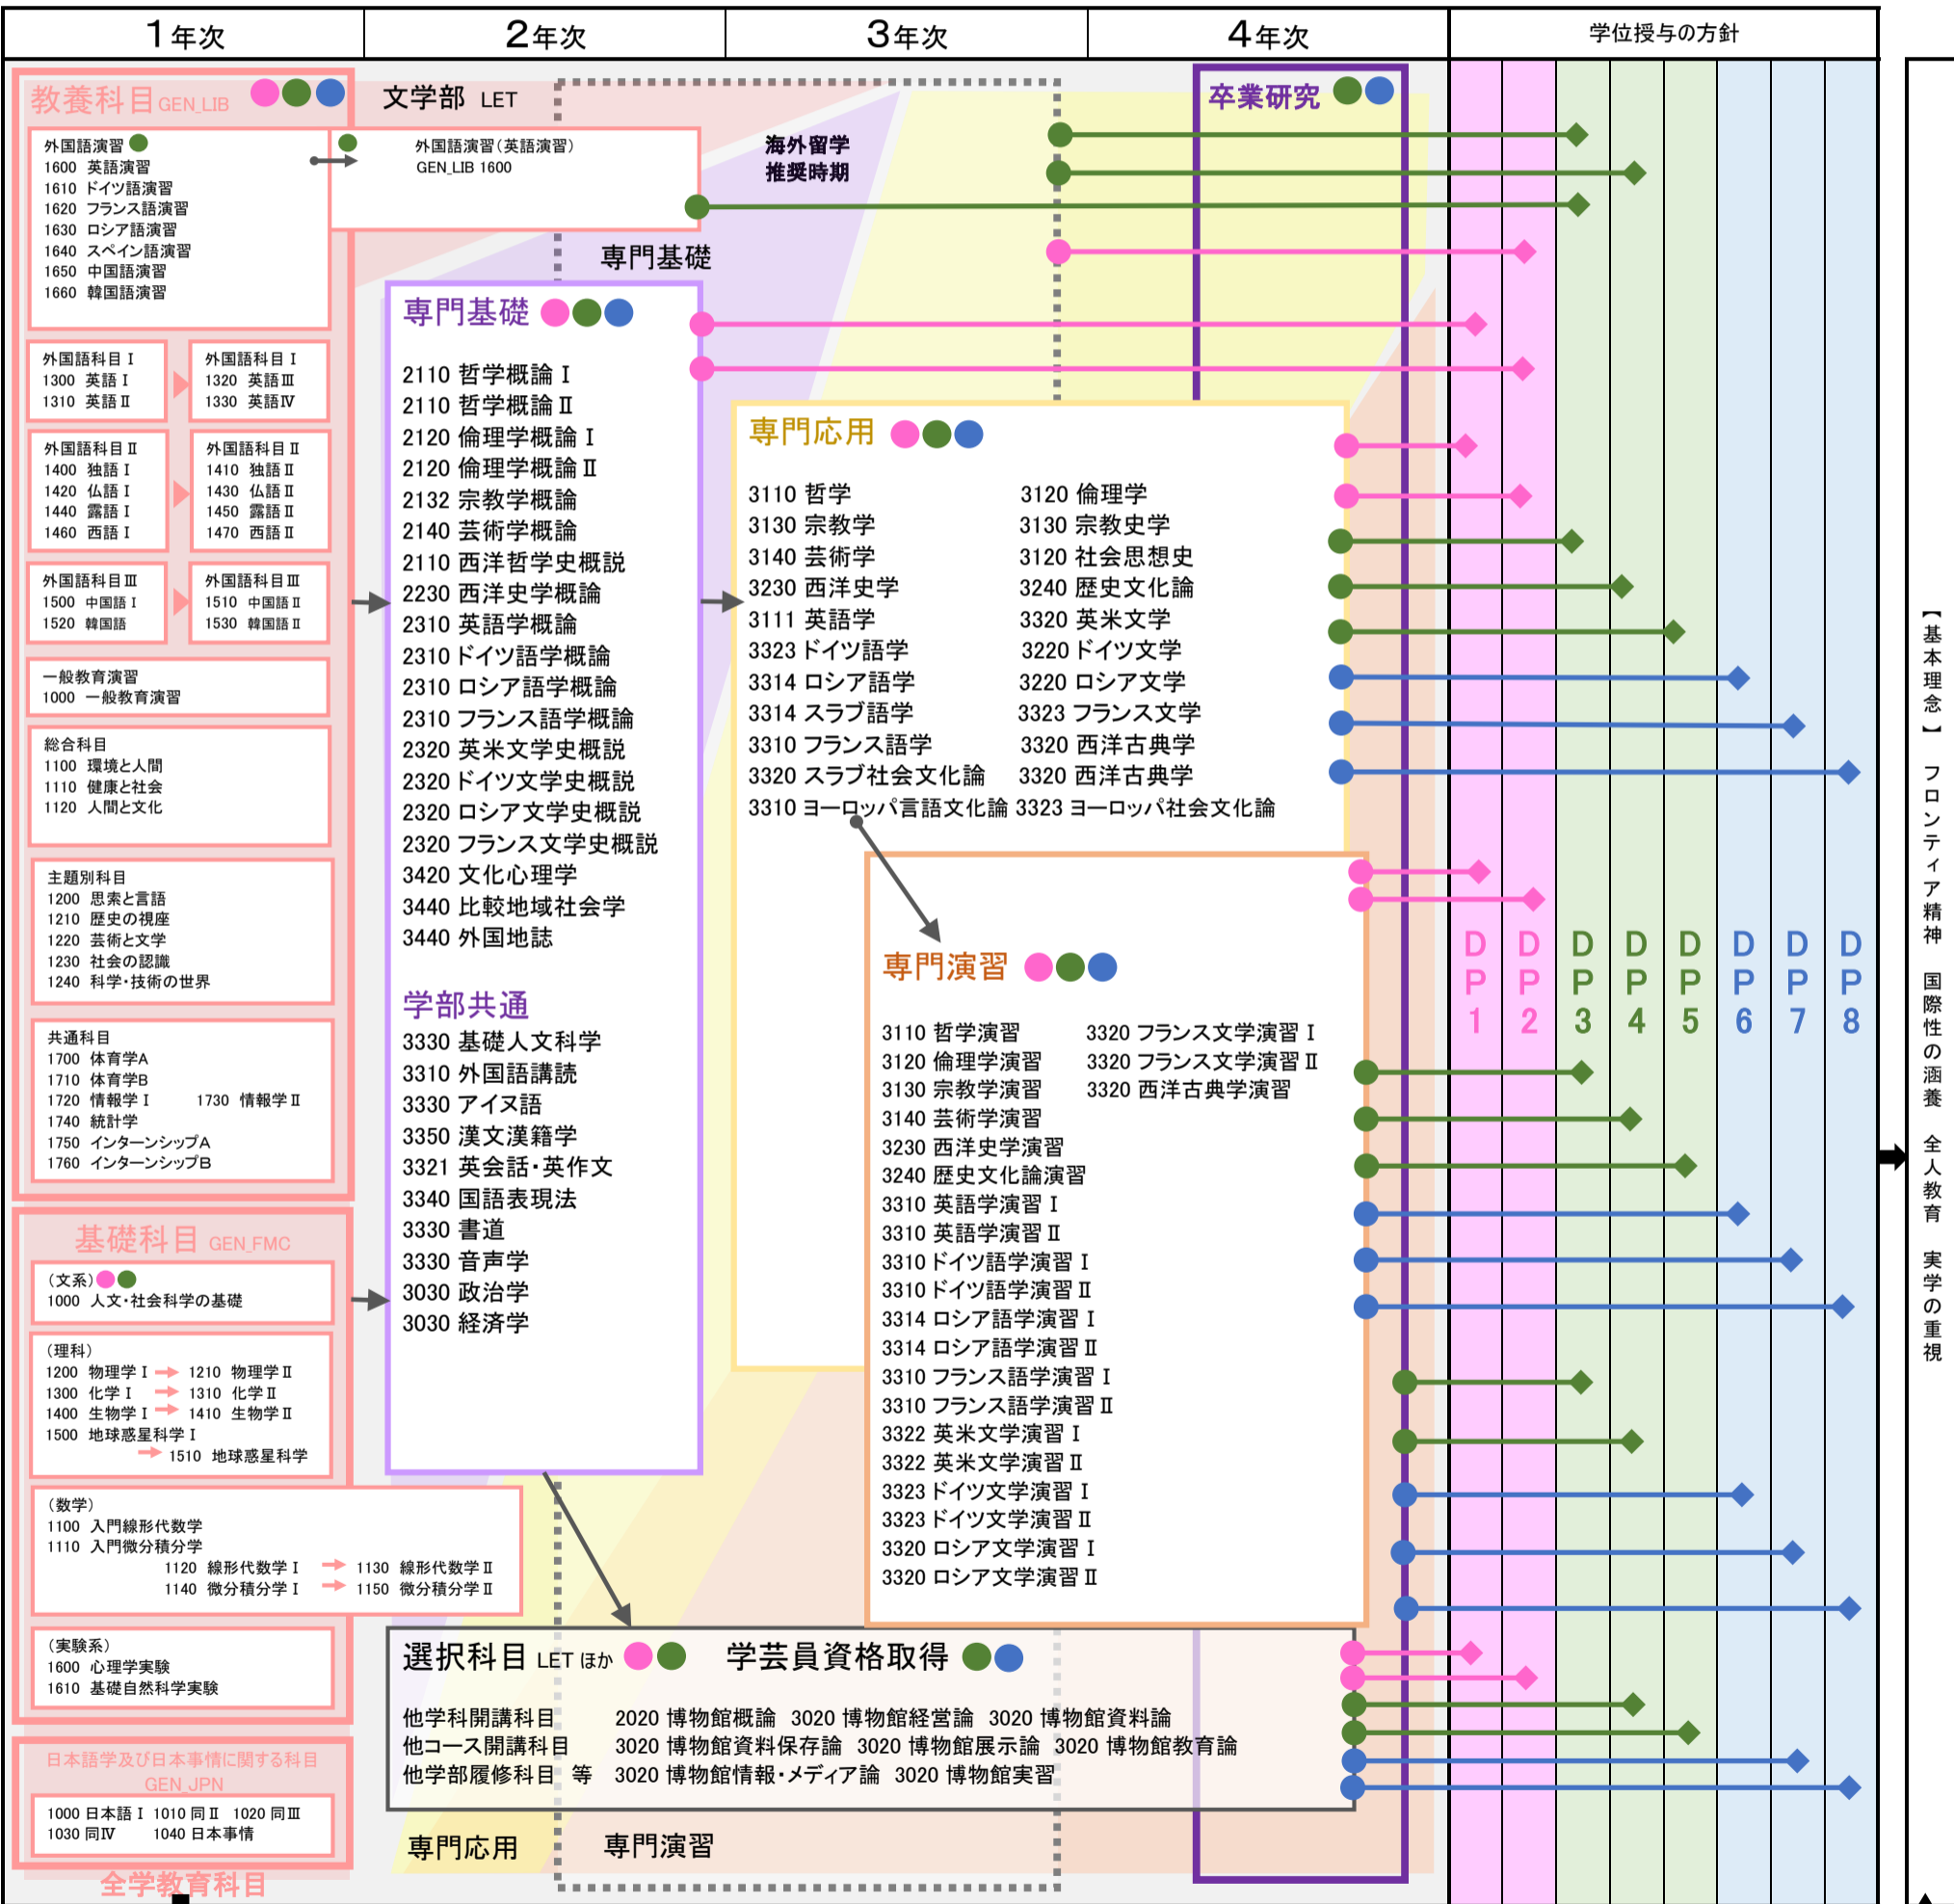 1年次
2年次
3年次
4年次
学位授与の方針
教養科目 GEN_LIB
外国語演習
1600 英語演習
1610 ドイツ語演習
1620 フランス語演習
1630 ロシア語演習
1640 スペイン語演習
1650 中国語演習
1660 韓国語演習
外国語科目Ⅰ
1300 英語Ⅰ
1310 英語Ⅱ
外国語科目Ⅰ
1320 英語Ⅲ
1330 英語Ⅳ
外国語科目Ⅱ
1400 独語Ⅰ
1420 仏語Ⅰ
1440 露語Ⅰ
1460 西語Ⅰ
外国語科目Ⅱ
1410 独語Ⅱ
1430 仏語Ⅱ
1450 露語Ⅱ
1470 西語Ⅱ
外国語科目Ⅲ
1500 中国語Ⅰ
1520 韓国語
外国語科目Ⅲ
1510 中国語Ⅱ
1530 韓国語Ⅱ
一般教育演習
1000 一般教育演習
総合科目
1100 環境と人間
1110 健康と社会
1120 人間と文化
主題別科目
1200 思索と言語
1210 歴史の視座
1220 芸術と文学
1230 社会の認識
1240 科学・技術の世界
共通科目
1700 体育学A
1710 体育学B
1720 情報学Ⅰ 1730 情報学Ⅱ
1740 統計学
1750 インターンシップA
1760 インターンシップB
基礎科目 GEN_FMC
(文系)
1000 人文・社会科学の基礎
(理科)
1200 物理学Ⅰ 1210 物理学Ⅱ
1300 化学Ⅰ 1310 化学Ⅱ
1400 生物学Ⅰ 1410 生物学Ⅱ
1500 地球惑星科学Ⅰ
1510 地球惑星科学
(数学)
1100 入門線形代数学
1110 入門微分積分学
1120 線形代数学Ⅰ 1130 線形代数学Ⅱ
1140 微分積分学Ⅰ 1150 微分積分学Ⅱ
(実験系)
1600 心理学実験
1610 基礎自然科学実験
日本語学及び日本事情に関する科目
GEN_JPN
1000 日本語Ⅰ 1010 同Ⅱ 1020 同Ⅲ
1030 同Ⅳ 1040 日本事情
全学教育科目
文学部 LET
外国語演習(英語演習)
GEN_LIB 1600
海外留学
推奨時期
専門基礎
専門基礎
2110 哲学概論Ⅰ
2110 哲学概論Ⅱ
2120 倫理学概論Ⅰ
2120 倫理学概論Ⅱ
2132 宗教学概論
2140 芸術学概論
2110 西洋哲学史概説
2230 西洋史学概論
2310 英語学概論
2310 ドイツ語学概論
2310 ロシア語学概論
2310 フランス語学概論
2320 英米文学史概説
2320 ドイツ文学史概説
2320 ロシア文学史概説
2320 フランス文学史概説
3420 文化心理学
3440 比較地域社会学
3440 外国地誌
学部共通
3330 基礎人文科学
3310 外国語講読
3330 アイヌ語
3350 漢文漢籍学
3321 英会話・英作文
3340 国語表現法
3330 書道
3330 音声学
3030 政治学
3030 経済学
専門応用
3110 哲学 3120 倫理学
3130 宗教学 3130 宗教史学
3140 芸術学 3120 社会思想史
3230 西洋史学 3240 歴史文化論
3111 英語学 3320 英米文学
3323 ドイツ語学 3220 ドイツ文学
3314 ロシア語学 3220 ロシア文学
3314 スラブ語学 3323 フランス文学
3310 フランス語学 3320 西洋古典学
3320 スラブ社会文化論 3320 西洋古典学
3310 ヨーロッパ言語文化論 3323 ヨーロッパ社会文化論
専門演習
3110 哲学演習 3320 フランス文学演習Ⅰ
3120 倫理学演習 3320 フランス文学演習Ⅱ
3130 宗教学演習 3320 西洋古典学演習
3140 芸術学演習
3230 西洋史学演習
3240 歴史文化論演習
3310 英語学演習Ⅰ
3310 英語学演習Ⅱ
3310 ドイツ語学演習Ⅰ
3310 ドイツ語学演習Ⅱ
3314 ロシア語学演習Ⅰ
3314 ロシア語学演習Ⅱ
3310 フランス語学演習Ⅰ
3310 フランス語学演習Ⅱ
3322 英米文学演習Ⅰ
3322 英米文学演習Ⅱ
3323 ドイツ文学演習Ⅰ
3323 ドイツ文学演習Ⅱ
3320 ロシア文学演習Ⅰ
3320 ロシア文学演習Ⅱ
卒業研究
選択科目 LET ほか 学芸員資格取得
他学科開講科目 2020 博物館概論 3020 博物館経営論 3020 博物館資料論
他コース開講科目 3020 博物館資料保存論 3020 博物館展示論 3020 博物館教育論
他学部履修科目 等 3020 博物館情報・メディア論 3020 博物館実習
専門応用
専門演習
DP1
DP2
DP3
DP4
DP5
DP6
DP7
DP8
【基本理念】 フロンティア精神 国際性の涵養 全人教育 実学の重視